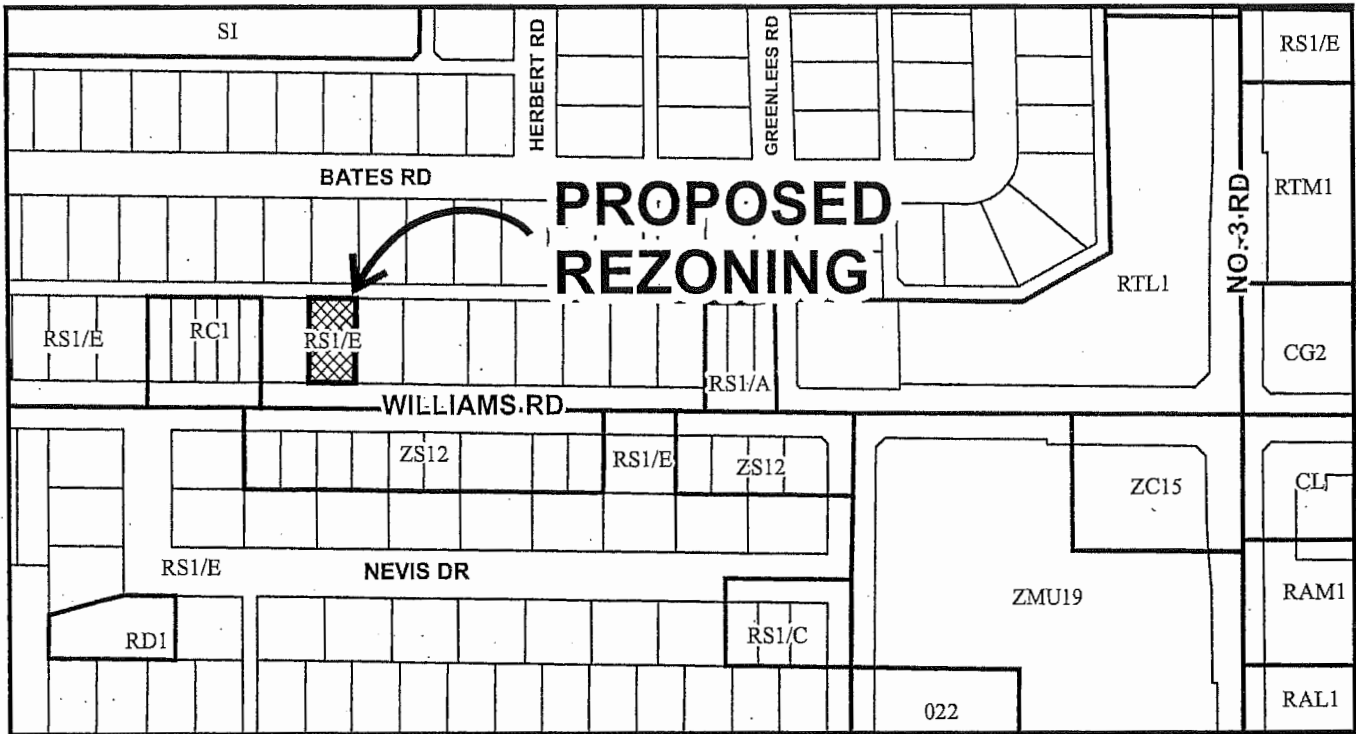 SI
RS1/E
HERBERT RD
GREENLEES RD
BATES RD
PROPOSED
REZONING
NO. 3 RD
RTM1
RTL1
RS1/E
RC1
RS1/E
RS1/A
CG2
WILLIAMS RD
ZS12
RS1/E
ZS12
ZC15
CL
RS1/E
NEVIS DR
ZMU19
RAM1
RD1
RS1/C
022
RAL1